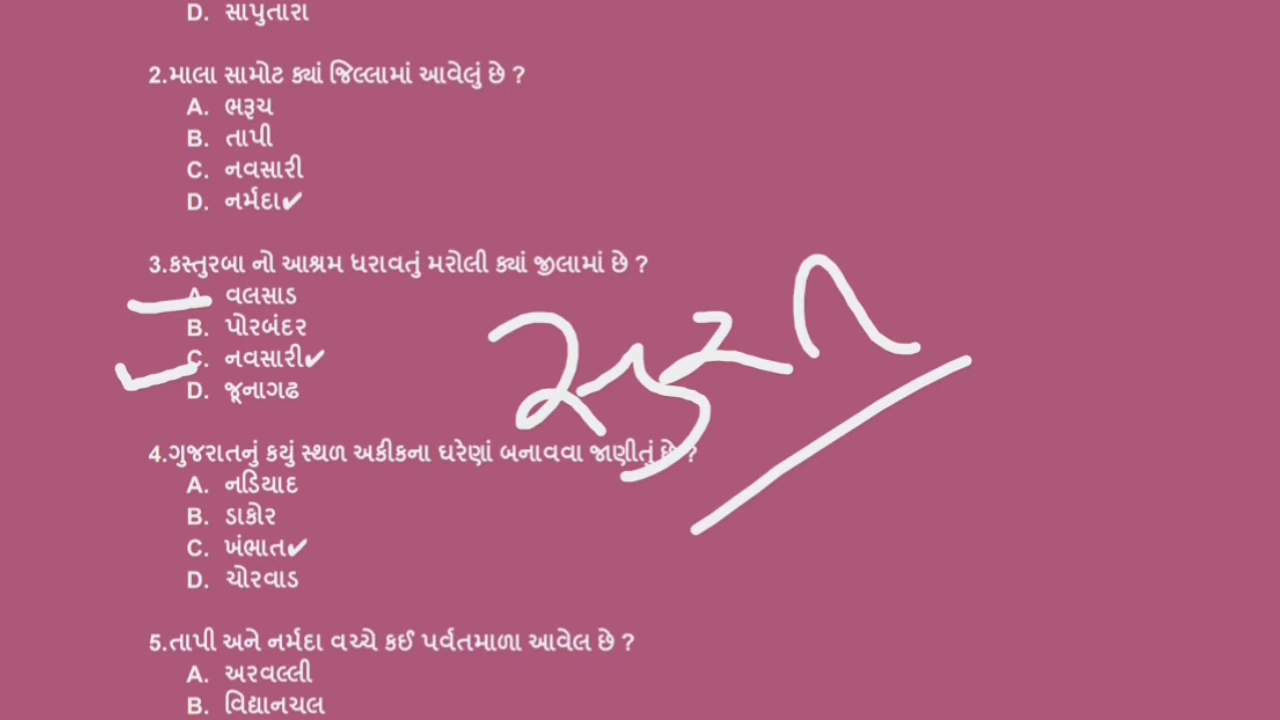 D. સાપુતારા
2.માલા સામોટ ક્યાં જિલ્લામાં આવેલું છે ?
A. ભરૂચ
B. તાપી
C. નવસારી
D. નર્મદા✔
3.કસ્તુરબા નો આશ્રમ ધરાવતું મરોલી ક્યાં જીલામાં છે ?
A. વલસાડ
B. પોરબંદર
C. નવસારી✔
D. જૂનાગઢ
સુરત
4.ગુજરાતનું કયું સ્થળ અકીકના ઘરેણાં બનાવવા જાણીતું છે ?
A. નડિયાદ
B. ડાકોર
C. ખંભાત✔
D. ચોરવાડ
5.તાપી અને નર્મદા વચ્ચે કઈ પર્વતમાળા આવેલ છે ?
A. અરવલ્લી
B. વિદ્યાનચલ